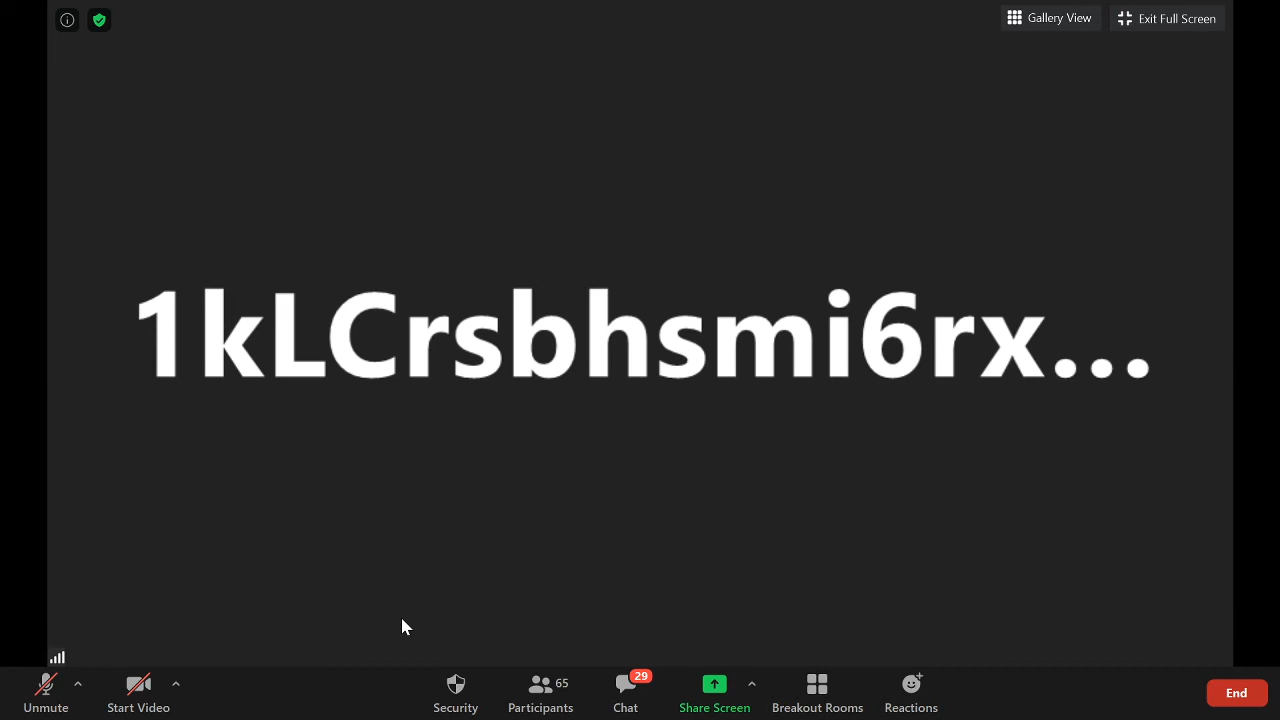 Gallery View
Exit Full Screen
1kLCrsbhsmi6rx...
65
29
Unmute
Start Video
Security
Participants
Chat
Share Screen
Breakout Rooms
Reactions
End